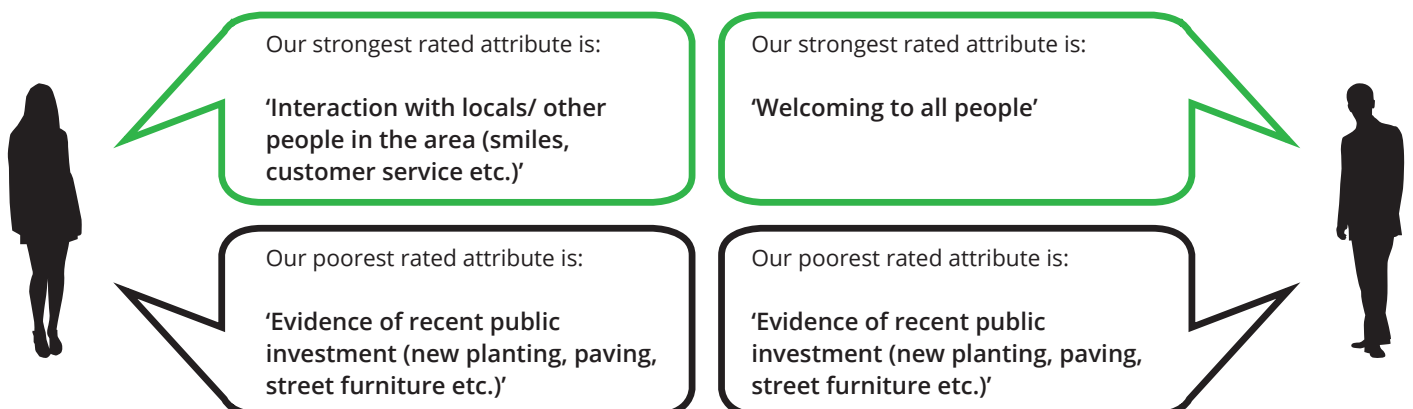 Our strongest rated attribute is:
‘Interaction with locals/ other
people in the area (smiles,
customer service etc.)’
Our strongest rated attribute is:
‘Welcoming to all people’
Our poorest rated attribute is:
‘Evidence of recent public
investment (new planting, paving,
street furniture etc.)’
Our poorest rated attribute is:
‘Evidence of recent public
investment (new planting, paving,
street furniture etc.)’